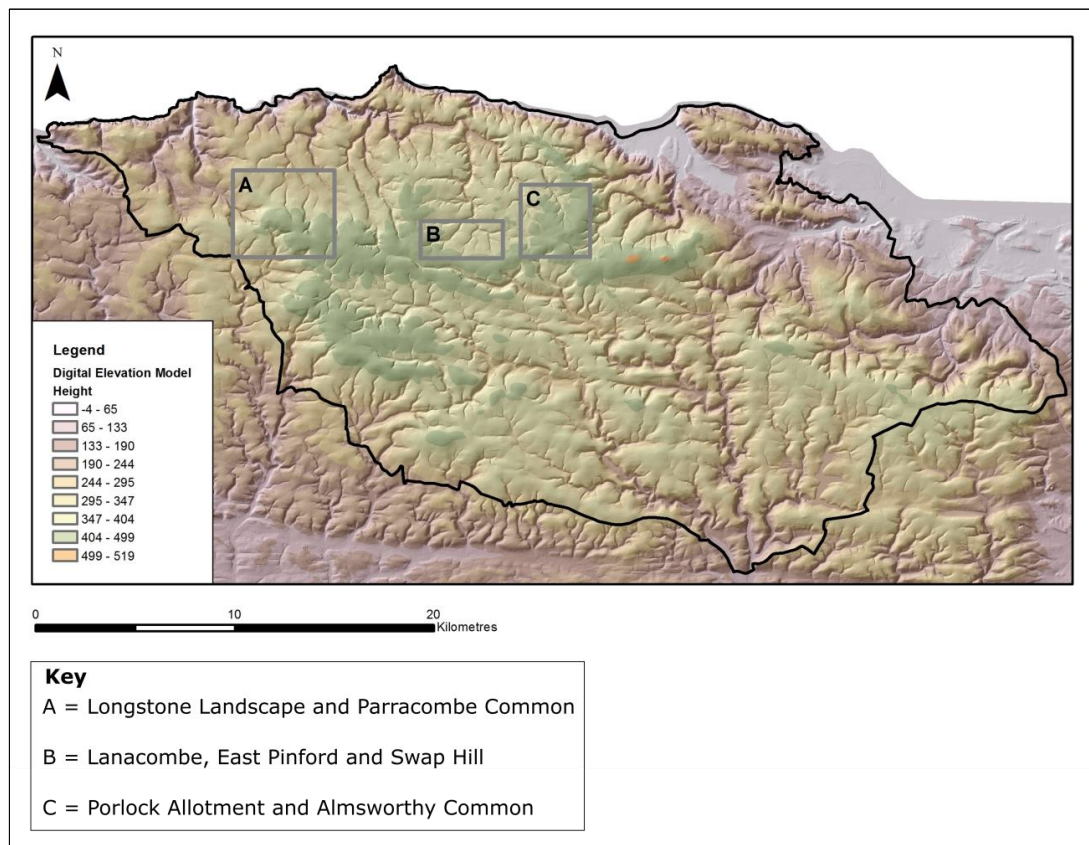 N
A
B
C
Legend
Digital Elevation Model
Height
-4 - 65
65 - 133
133 - 190
190 - 244
244 - 295
295 - 347
347 - 404
404 - 499
499 - 519
0 10 20
Kilometres
Key
A = Longstone Landscape and Parracombe Common
B = Lanacombe, East Pinford and Swap Hill
C = Porlock Allotment and Almsworthy Common